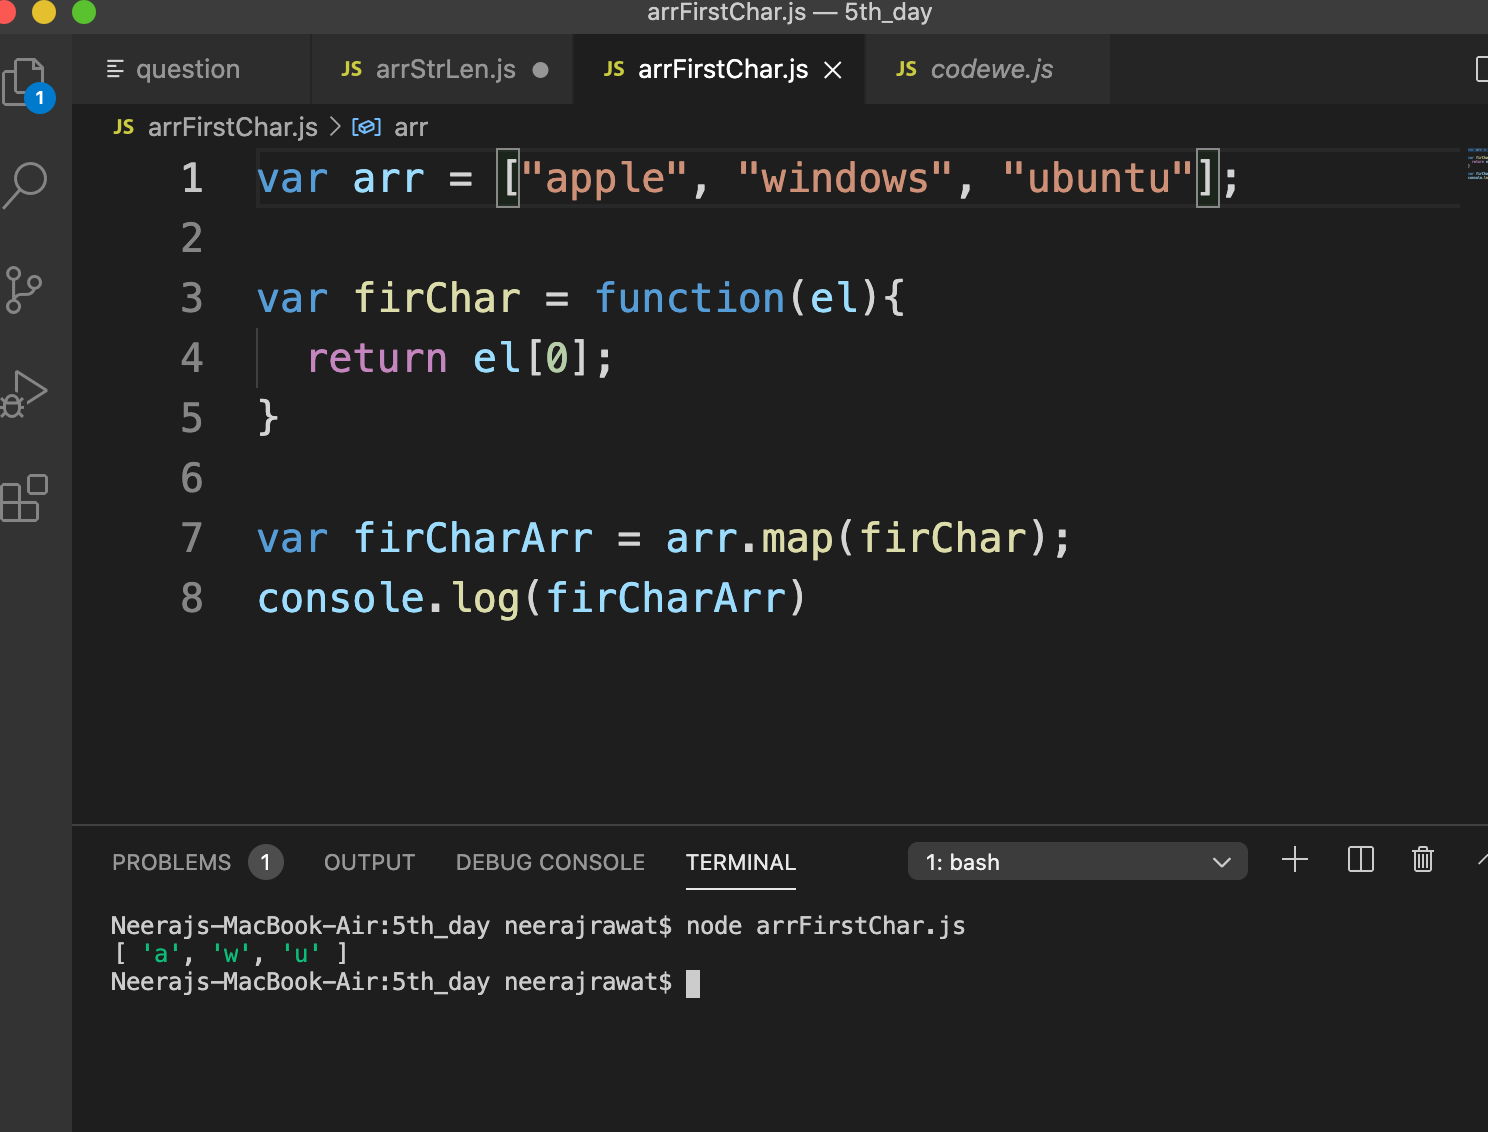 arrFirstChar.js — 5th_day
question JS arrStrLen.js JS arrFirstChar.js JS codewe.js
1
JS arrFirstChar.js > arr
1 var arr = ["apple", "windows", "ubuntu"];
2
3 var firChar = function(el){
4 return el[0];
5 }
6
7 var firCharArr = arr.map(firChar);
8 console.log(firCharArr)
PROBLEMS 1 OUTPUT DEBUG CONSOLE TERMINAL 1: bash
Neerajs-MacBook-Air:5th_day neerajrawat$ node arrFirstChar.js
[ 'a', 'w', 'u' ]
Neerajs-MacBook-Air:5th_day neerajrawat$